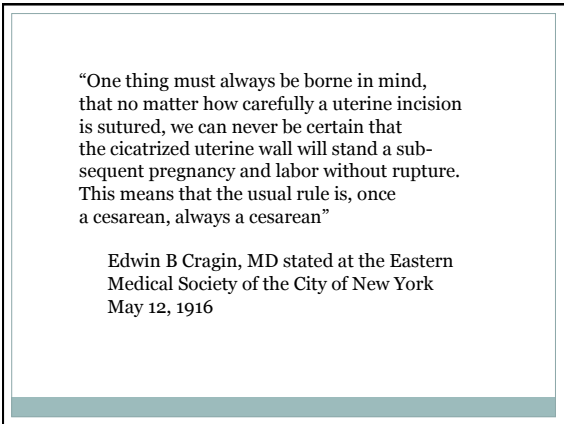 “One thing must always be borne in mind,
that no matter how carefully a uterine incision
is sutured, we can never be certain that
the cicatrized uterine wall will stand a sub-
sequent pregnancy and labor without rupture.
This means that the usual rule is, once
a cesarean, always a cesarean”
Edwin B Cragin, MD stated at the Eastern
Medical Society of the City of New York
May 12, 1916